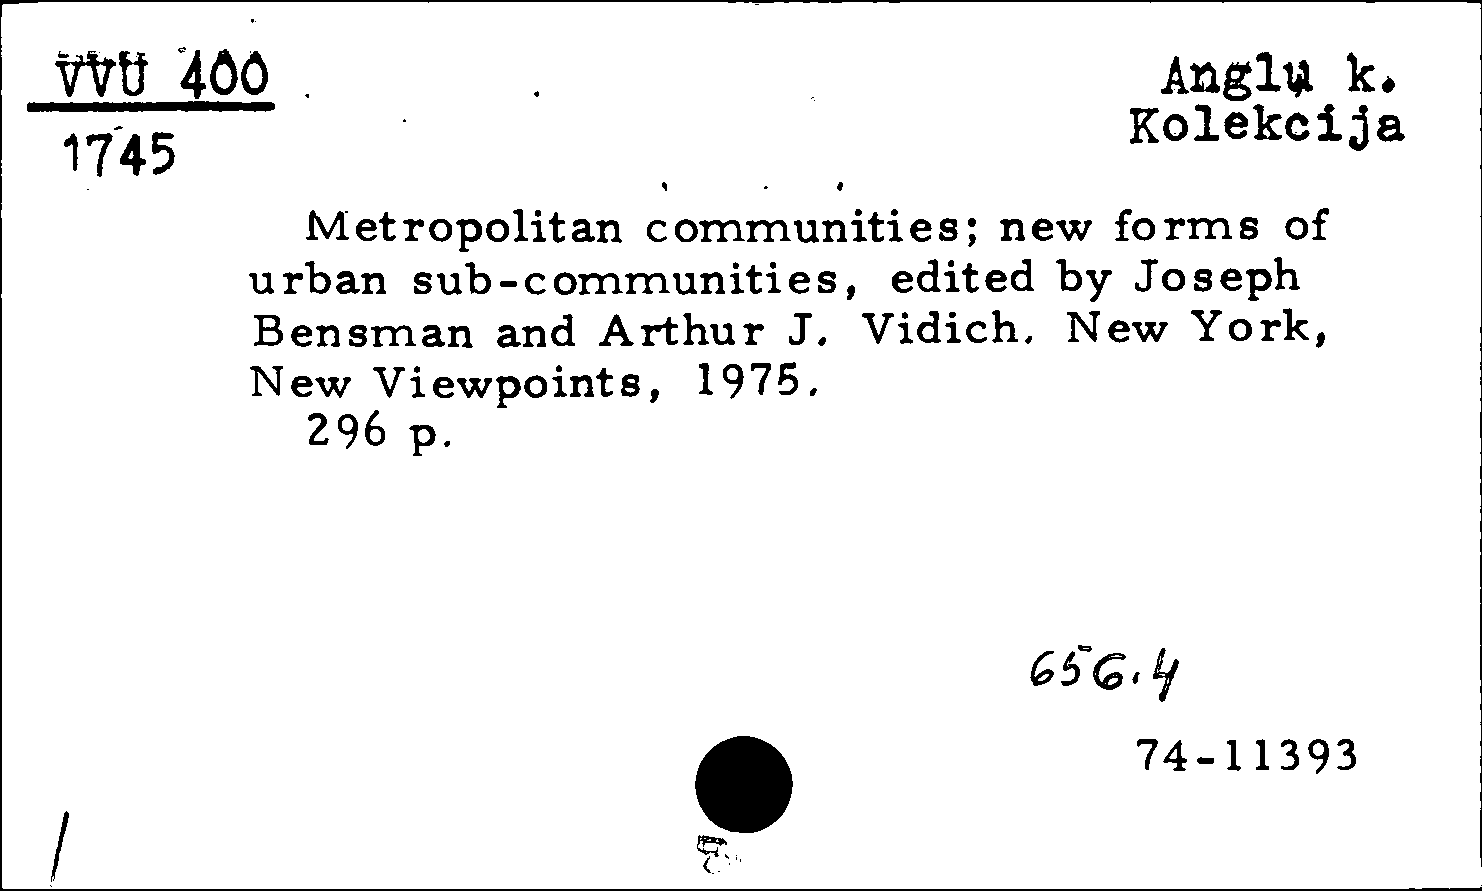 VVU 400
1745
Anglų k.
Kolekcija
Metropolitan communities; new forms of
urban sub-communities, edited by Joseph
Bensman and Arthur J. Vidich. New York,
New Viewpoints, 1975.
296 p.
656.4
74-11393